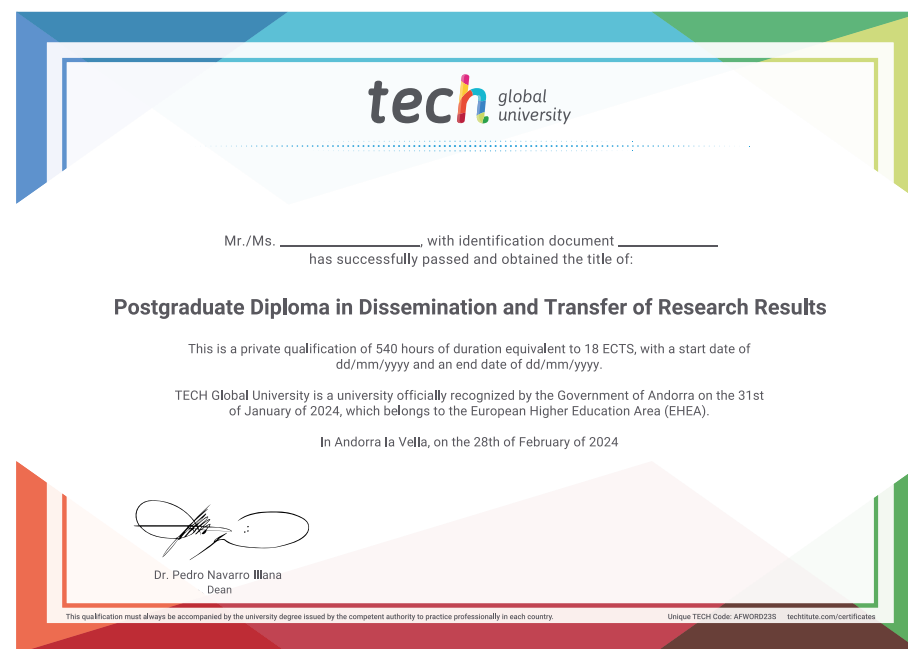 tech global university
Mr./Ms. ____________________, with identification document ______________
has successfully passed and obtained the title of:
Postgraduate Diploma in Dissemination and Transfer of Research Results
This is a private qualification of 540 hours of duration equivalent to 18 ECTS, with a start date of
dd/mm/yyyy and an end date of dd/mm/yyyy.
TECH Global University is a university officially recognized by the Government of Andorra on the 31st
of January of 2024, which belongs to the European Higher Education Area (EHEA).
In Andorra la Vella, on the 28th of February of 2024
Dr. Pedro Navarro Illana
Dean
This qualification must always be accompanied by the university degree issued by the competent authority to practice professionally in each country.
Unique TECH Code: AFWORD23S techtitute.com/certificates